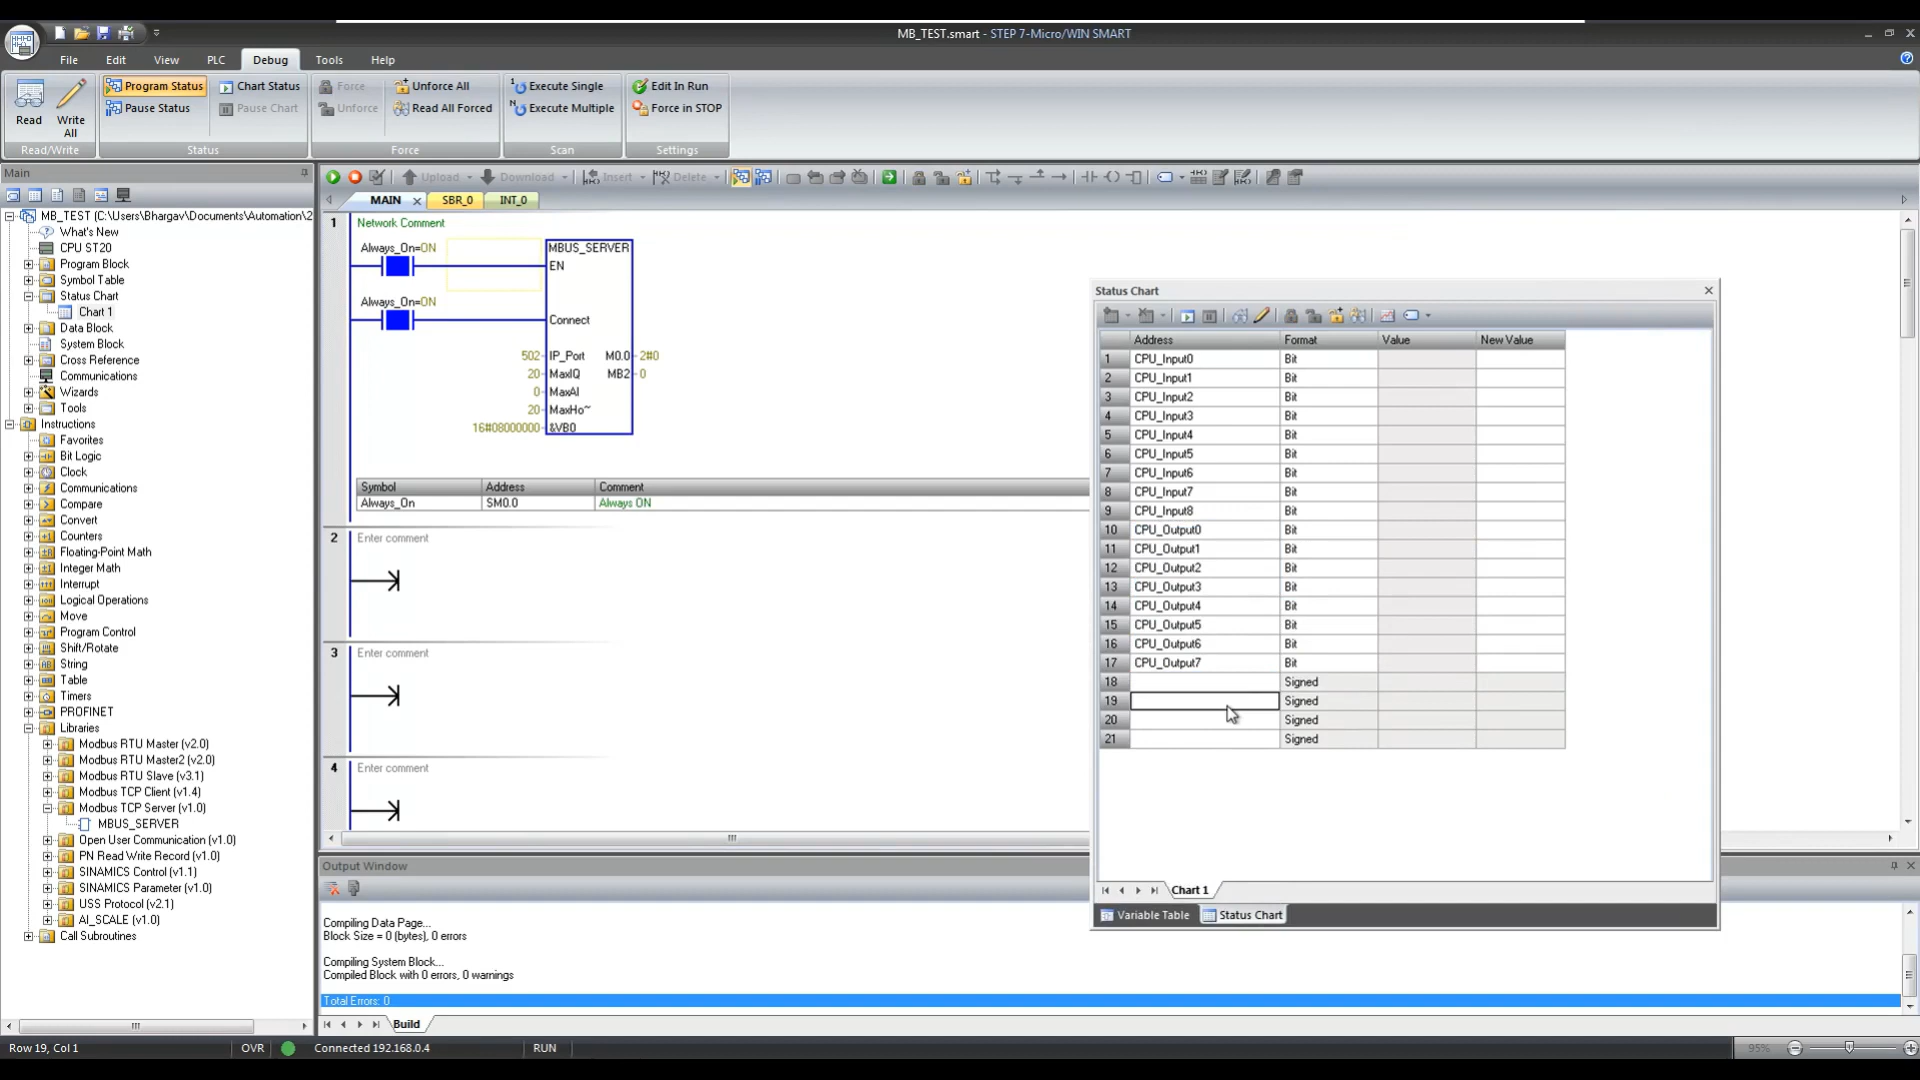 MB_TEST.smart - STEP 7-Micro/WIN SMART
File Edit View PLC Debug Tools Help
Read
Write All
Read/Write
Program Status
Pause Status
Chart Status
Pause Chart
Status
Force
Unforce
Unforce All
Read All Forced
Force
Execute Single
Execute Multiple
Scan
Edit In Run
Force in STOP
Settings
Main
MB_TEST (C:\Users\Bhargav\Documents\Automation\2
What's New
CPU ST20
Program Block
Symbol Table
Status Chart
Chart 1
Data Block
System Block
Cross Reference
Communications
Wizards
Tools
Instructions
Favorites
Bit Logic
Clock
Communications
Compare
Convert
Counters
Floating-Point Math
Integer Math
Interrupt
Logical Operations
Move
Program Control
Shift/Rotate
String
Table
Timers
PROFINET
Libraries
Modbus RTU Master (v2.0)
Modbus RTU Master2 (v2.0)
Modbus RTU Slave (v3.1)
Modbus TCP Client (v1.4)
Modbus TCP Server (v1.0)
MBUS_SERVER
Open User Communication (v1.0)
PN Read Write Record (v1.0)
SINAMICS Control (v1.1)
SINAMICS Parameter (v1.0)
USS Protocol (v2.1)
AI_SCALE (v1.0)
Call Subroutines
Upload Download Insert Delete
MAIN SBR_0 INT_0
1 Network Comment
Always_On=ON
MBUS_SERVER
EN
Always_On=ON
Connect
502 IP_Port M0.0 2#0
20 MaxIQ MB2 0
0 MaxAI
20 MaxHo~
16#08000000 &VB0
Symbol Address Comment
Always_On SM0.0 Always ON
2 Enter comment
3 Enter comment
4 Enter comment
Status Chart
Address Format Value New Value
1 CPU_Input0 Bit
2 CPU_Input1 Bit
3 CPU_Input2 Bit
4 CPU_Input3 Bit
5 CPU_Input4 Bit
6 CPU_Input5 Bit
7 CPU_Input6 Bit
8 CPU_Input7 Bit
9 CPU_Input8 Bit
10 CPU_Output0 Bit
11 CPU_Output1 Bit
12 CPU_Output2 Bit
13 CPU_Output3 Bit
14 CPU_Output4 Bit
15 CPU_Output5 Bit
16 CPU_Output6 Bit
17 CPU_Output7 Bit
18 Signed
19 Signed
20 Signed
21 Signed
Chart 1
Variable Table Status Chart
Output Window
Compiling Data Page...
Block Size = 0 (bytes), 0 errors
Compiling System Block...
Compiled Block with 0 errors, 0 warnings
Total Errors: 0
Build
Row 19, Col 1 OVR Connected 192.168.0.4 RUN 95%